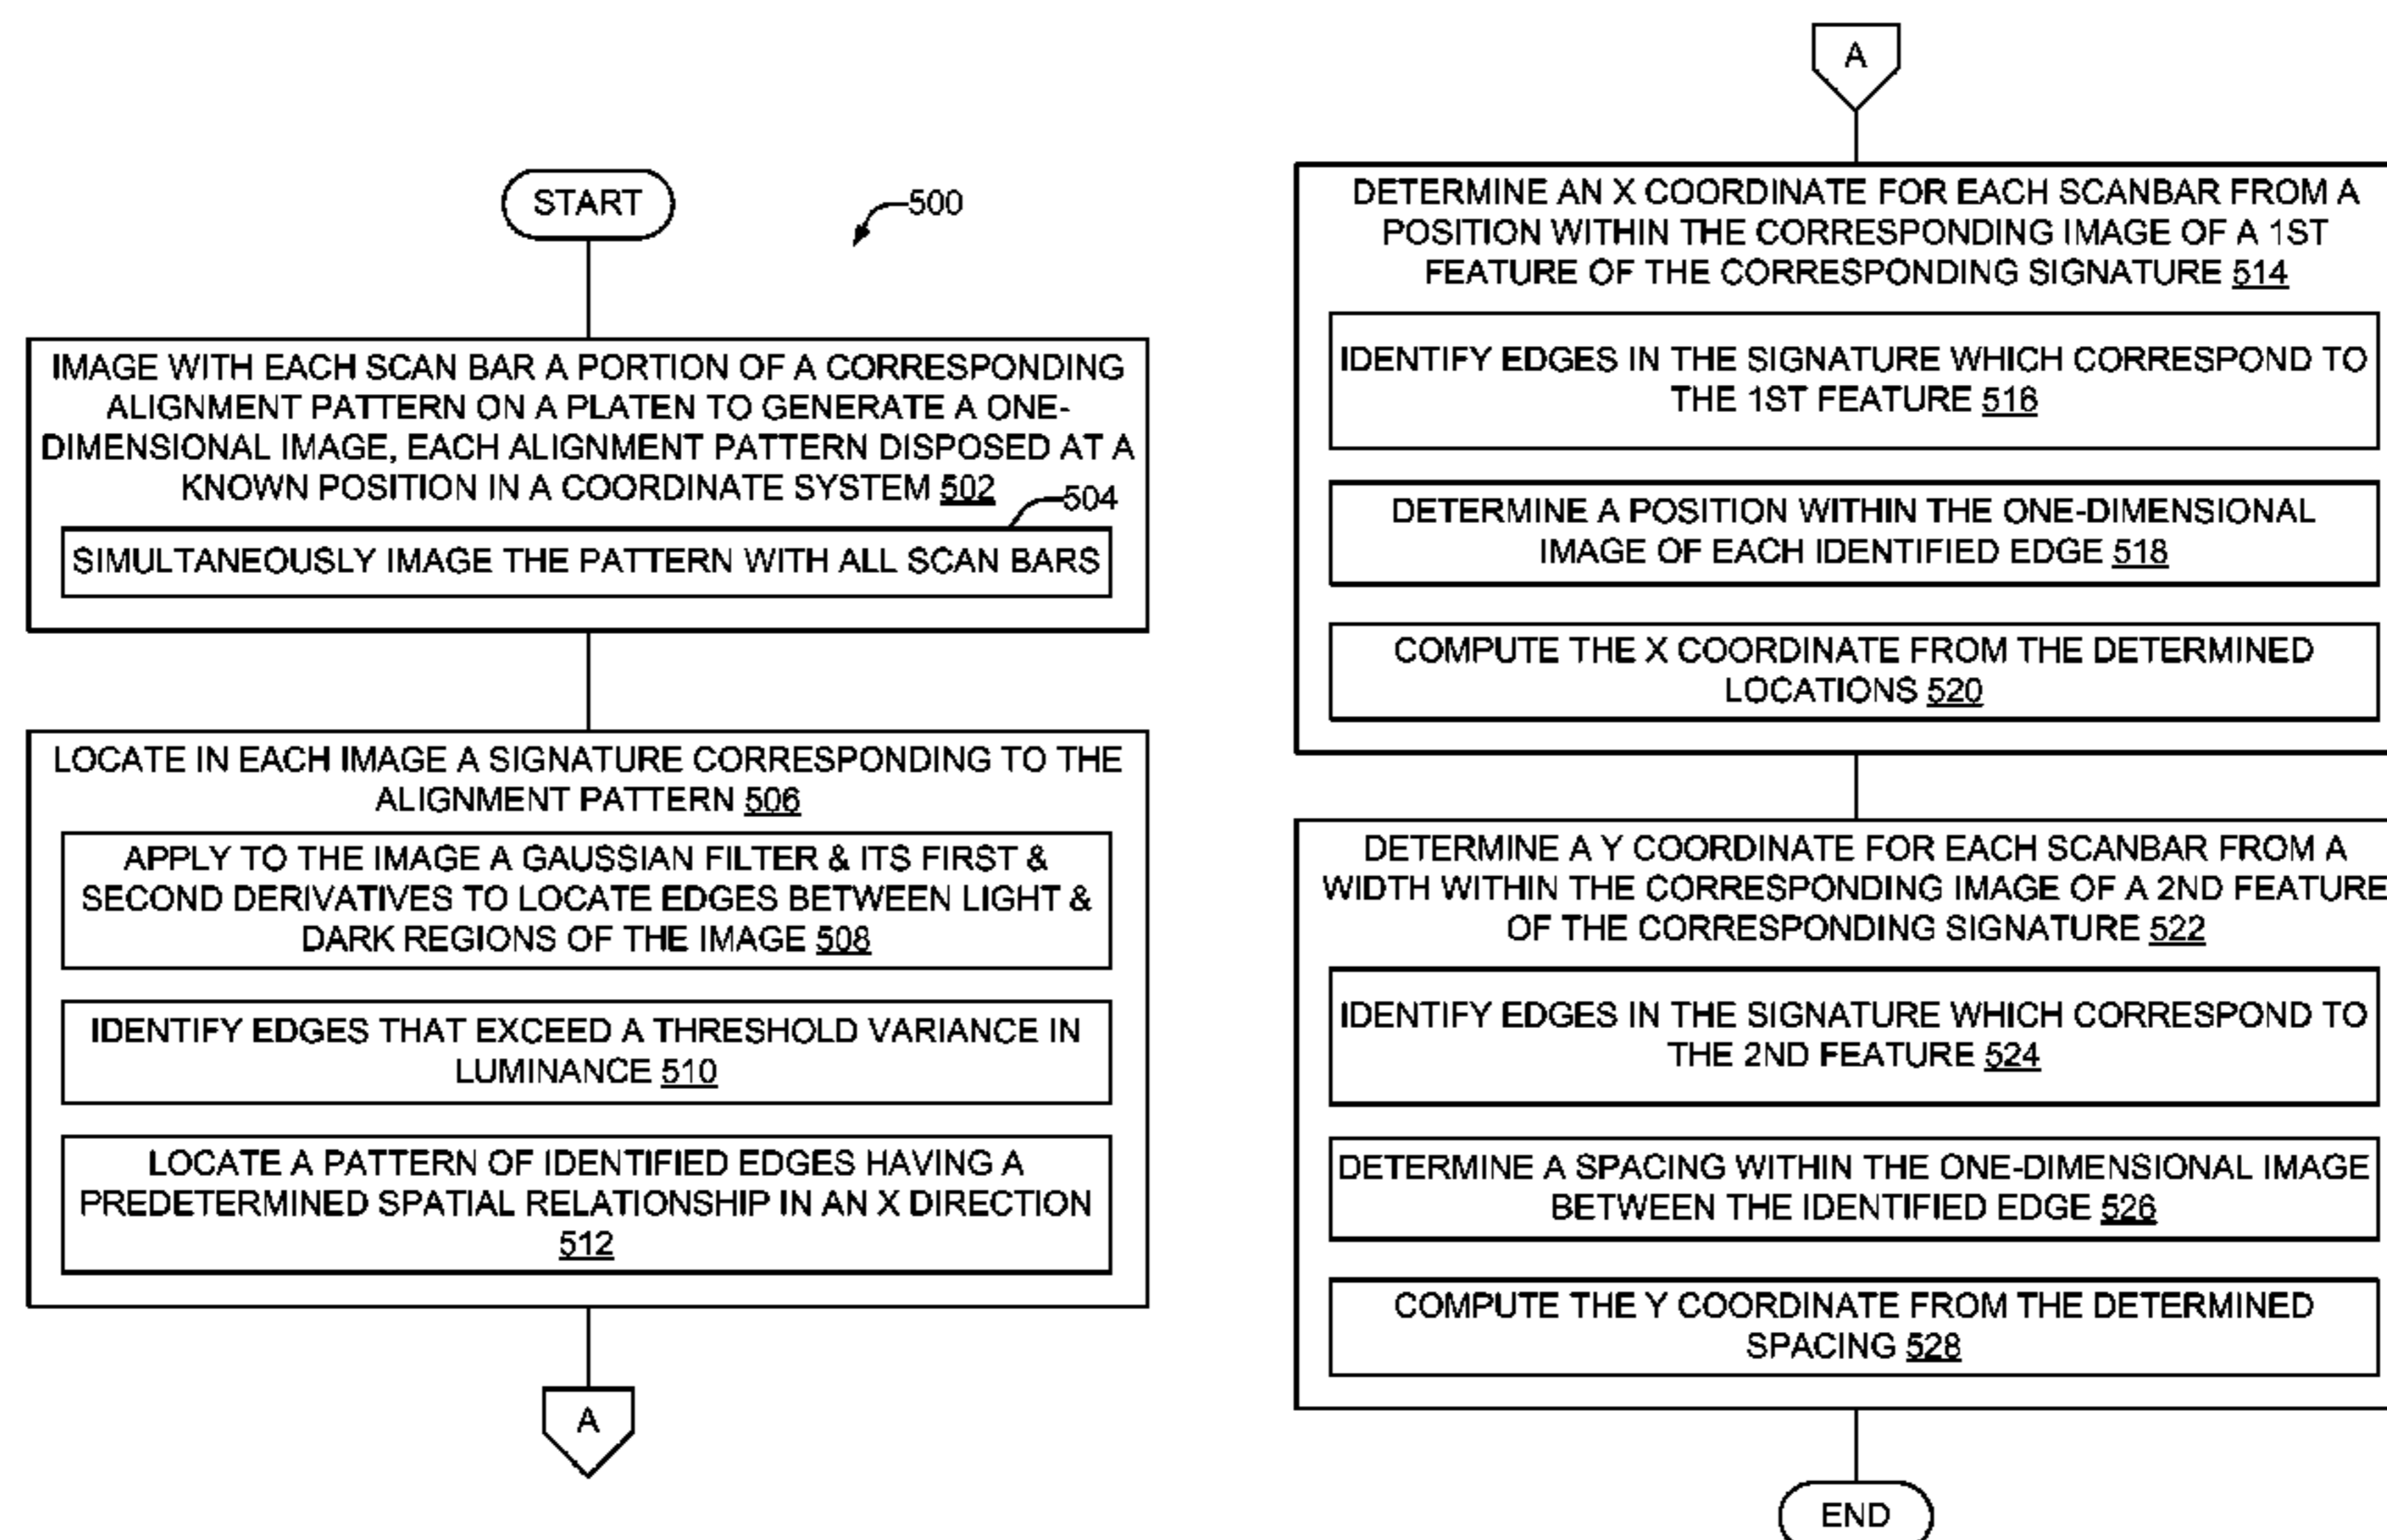 START
500
IMAGE WITH EACH SCAN BAR A PORTION OF A CORRESPONDING
ALIGNMENT PATTERN ON A PLATEN TO GENERATE A ONE-
DIMENSIONAL IMAGE, EACH ALIGNMENT PATTERN DISPOSED AT A
KNOWN POSITION IN A COORDINATE SYSTEM 502
504
SIMULTANEOUSLY IMAGE THE PATTERN WITH ALL SCAN BARS
LOCATE IN EACH IMAGE A SIGNATURE CORRESPONDING TO THE
ALIGNMENT PATTERN 506
APPLY TO THE IMAGE A GAUSSIAN FILTER & ITS FIRST &
SECOND DERIVATIVES TO LOCATE EDGES BETWEEN LIGHT &
DARK REGIONS OF THE IMAGE 508
IDENTIFY EDGES THAT EXCEED A THRESHOLD VARIANCE IN
LUMINANCE 510
LOCATE A PATTERN OF IDENTIFIED EDGES HAVING A
PREDETERMINED SPATIAL RELATIONSHIP IN AN X DIRECTION
512
A
A
DETERMINE AN X COORDINATE FOR EACH SCANBAR FROM A
POSITION WITHIN THE CORRESPONDING IMAGE OF A 1ST
FEATURE OF THE CORRESPONDING SIGNATURE 514
IDENTIFY EDGES IN THE SIGNATURE WHICH CORRESPOND TO
THE 1ST FEATURE 516
DETERMINE A POSITION WITHIN THE ONE-DIMENSIONAL
IMAGE OF EACH IDENTIFIED EDGE 518
COMPUTE THE X COORDINATE FROM THE DETERMINED
LOCATIONS 520
DETERMINE A Y COORDINATE FOR EACH SCANBAR FROM A
WIDTH WITHIN THE CORRESPONDING IMAGE OF A 2ND FEATURE
OF THE CORRESPONDING SIGNATURE 522
IDENTIFY EDGES IN THE SIGNATURE WHICH CORRESPOND TO
THE 2ND FEATURE 524
DETERMINE A SPACING WITHIN THE ONE-DIMENSIONAL IMAGE
BETWEEN THE IDENTIFIED EDGE 526
COMPUTE THE Y COORDINATE FROM THE DETERMINED
SPACING 528
END